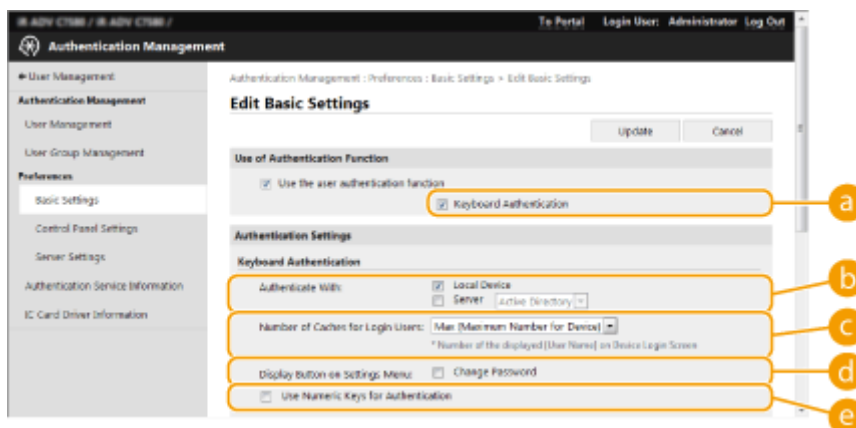 To Portal Login User: Administrator Log Out
Authentication Management
User Management
Authentication Management : Preferences : Basic Settings > Edit Basic Settings
Authentication Management
Edit Basic Settings
User Management
Update Cancel
User Group Management
Use of Authentication Function
Preferences
Use the user authentication function
Basic Settings
Keyboard Authentication
a
Control Panel Settings
Authentication Settings
Server Settings
Keyboard Authentication
Authentication Service Information
Authenticate With: Local Device
b
Server Active Directory
IC Card Driver Information
Number of Caches for Login Users: Max (Maximum Number for Device)
c
* Number of the displayed [User Name] on Device Login Screen
Display Button on Settings Menu: Change Password
d
Use Numeric Keys for Authentication
e